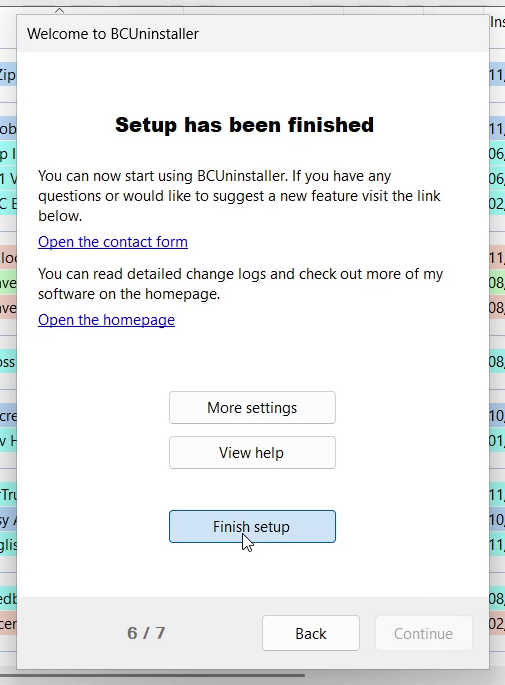 Welcome to BCUninstaller
Setup has been finished
You can now start using BCUninstaller. If you have any
questions or would like to suggest a new feature visit the link
below.
Open the contact form
You can read detailed change logs and check out more of my
software on the homepage.
Open the homepage
More settings
View help
Finish setup
6 / 7
Back
Continue